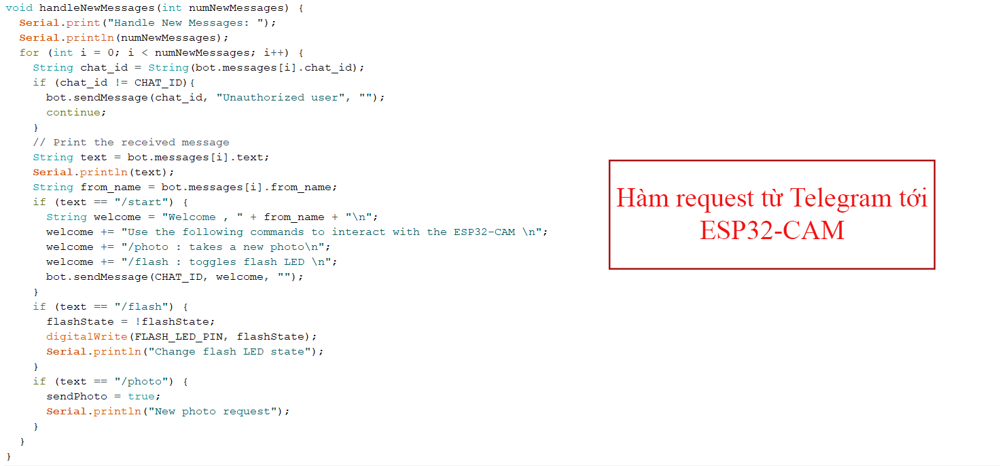 void handleNewMessages(int numNewMessages) {
  Serial.print("Handle New Messages: ");
  Serial.println(numNewMessages);
  for (int i = 0; i < numNewMessages; i++) {
    String chat_id = String(bot.messages[i].chat_id);
    if (chat_id != CHAT_ID){
      bot.sendMessage(chat_id, "Unauthorized user", "");
      continue;
    }
    // Print the received message
    String text = bot.messages[i].text;
    Serial.println(text);
    String from_name = bot.messages[i].from_name;
    if (text == "/start") {
      String welcome = "Welcome , " + from_name + "\n";
      welcome += "Use the following commands to interact with the ESP32-CAM \n";
      welcome += "/photo : takes a new photo\n";
      welcome += "/flash : toggles flash LED \n";
      bot.sendMessage(CHAT_ID, welcome, "");
    }
    if (text == "/flash") {
      flashState = !flashState;
      digitalWrite(FLASH_LED_PIN, flashState);
      Serial.println("Change flash LED state");
    }
    if (text == "/photo") {
      sendPhoto = true;
      Serial.println("New photo request");
    }
  }
}
Hàm request từ Telegram tới
ESP32-CAM